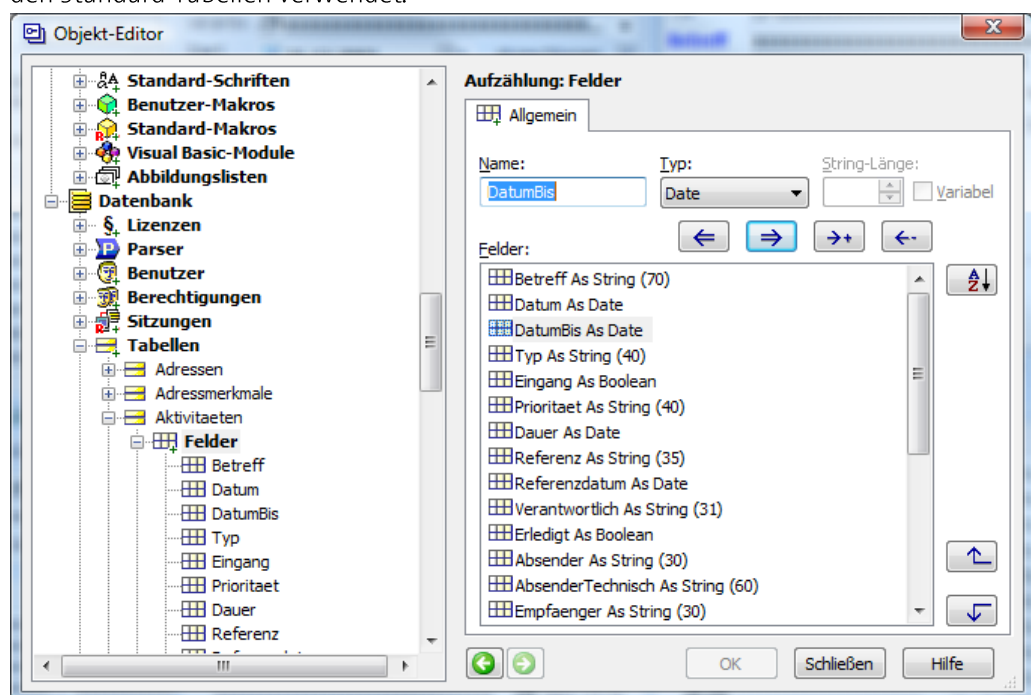 den Standard-Tabellen verwendet.
Objekt-Editor
Standard-Schriften
Benutzer-Makros
Standard-Makros
Visual Basic-Module
Abbildungslisten
Datenbank
Lizenzen
Parser
Benutzer
Berechtigungen
Sitzungen
Tabellen
Adressen
Adressmerkmale
Aktivitaeten
Felder
Betreff
Datum
DatumBis
Typ
Eingang
Prioritaet
Dauer
Referenz
Aufzählung: Felder
Allgemein
Name: Typ: String-Länge:
DatumBis Date Variabel
Felder:
Betreff As String (70)
Datum As Date
DatumBis As Date
Typ As String (40)
Eingang As Boolean
Prioritaet As String (40)
Dauer As Date
Referenz As String (35)
Referenzdatum As Date
Verantwortlich As String (31)
Erledigt As Boolean
Absender As String (30)
AbsenderTechnisch As String (60)
Empfaenger As String (30)
OK Schließen Hilfe